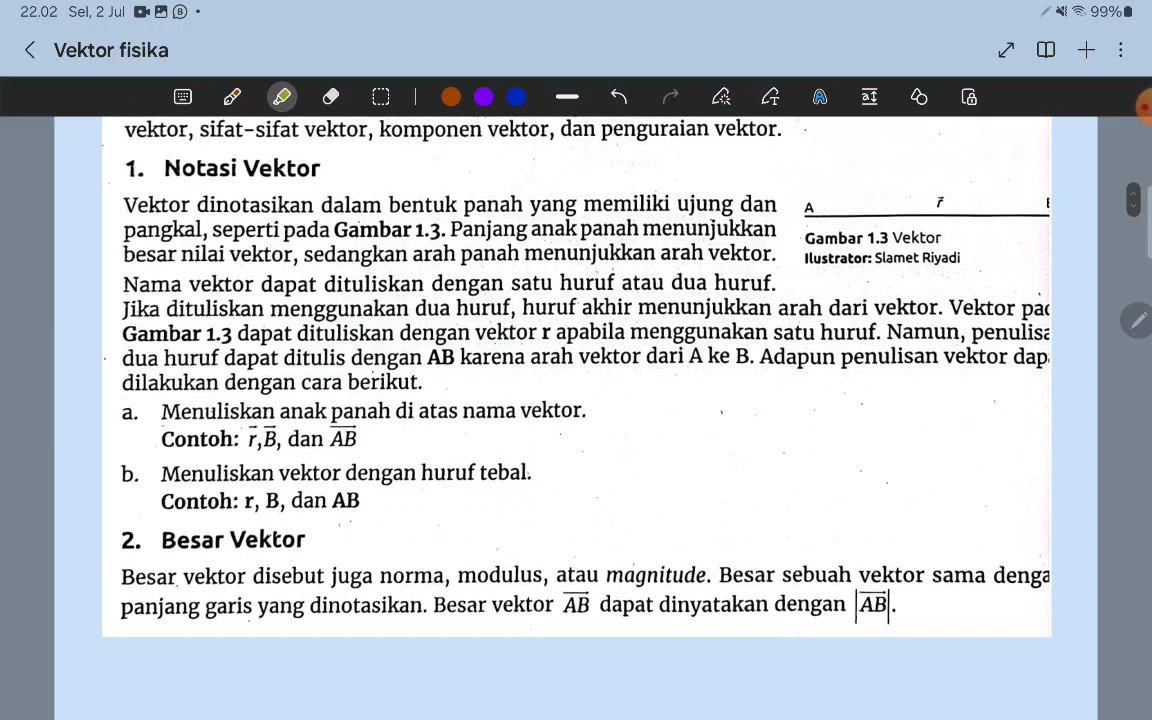 22.02 Sel, 2 Jul
99%
Vektor fisika
vektor, sifat-sifat vektor, komponen vektor, dan penguraian vektor.
1. Notasi Vektor
Vektor dinotasikan dalam bentuk panah yang memiliki ujung dan
pangkal, seperti pada Gambar 1.3. Panjang anak panah menunjukkan
besar nilai vektor, sedangkan arah panah menunjukkan arah vektor.
A r⃗
Gambar 1.3 Vektor
Ilustrator: Slamet Riyadi
Nama vektor dapat dituliskan dengan satu huruf atau dua huruf.
Jika dituliskan menggunakan dua huruf, huruf akhir menunjukkan arah dari vektor. Vektor
Gambar 1.3 dapat dituliskan dengan vektor r apabila menggunakan satu huruf. Namun,
dua huruf dapat ditulis dengan AB karena arah vektor dari A ke B. Adapun penulisan vektor
dilakukan dengan cara berikut.
a. Menuliskan anak panah di atas nama vektor.
Contoh: r⃗, B⃗, dan A͞B⃗
b. Menuliskan vektor dengan huruf tebal.
Contoh: r, B, dan AB
2. Besar Vektor
Besar vektor disebut juga norma, modulus, atau magnitude. Besar sebuah vektor sama
panjang garis yang dinotasikan. Besar vektor A͞B⃗ dapat dinyatakan dengan |A͞B⃗|.